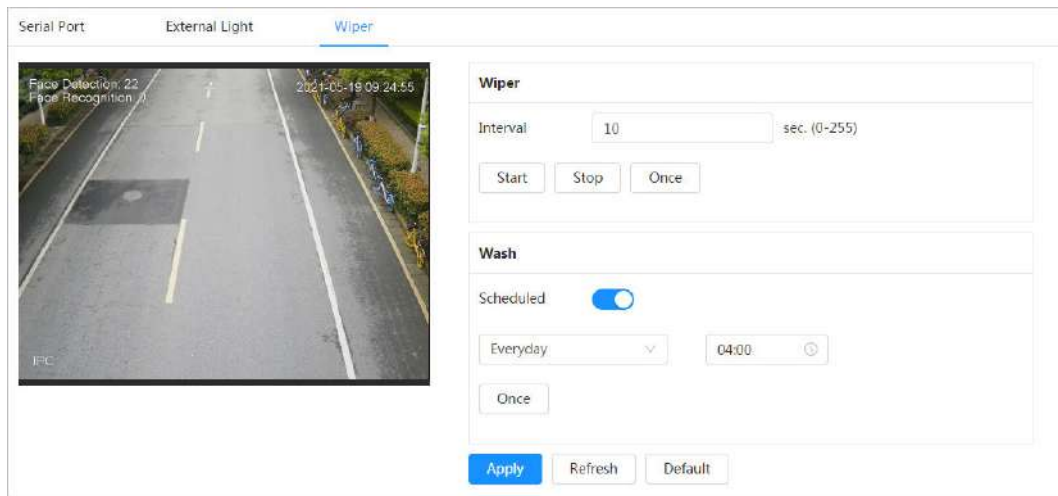 Serial Port External Light Wiper
Face Detection: 22
Face Recognition: 0
2021-05-19 09:24:55
IPC
Wiper
Interval 10 sec. (0-255)
Start Stop Once
Wash
Scheduled
Everyday 04:00
Once
Apply Refresh Default